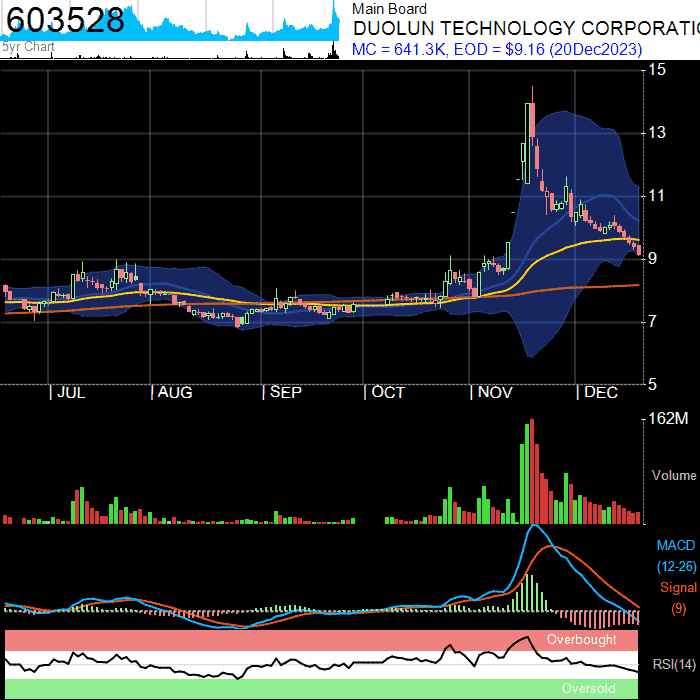 603528
5yr Chart
Main Board
DUOLUN TECHNOLOGY CORPORATI
MC = 641.3K, EOD = $9.16 (20Dec2023)
15
13
11
9
7
5
| JUL | AUG | SEP | OCT | NOV | DEC
162M
Volume
MACD
(12-26)
Signal
(9)
Overbought
RSI(14)
Oversold